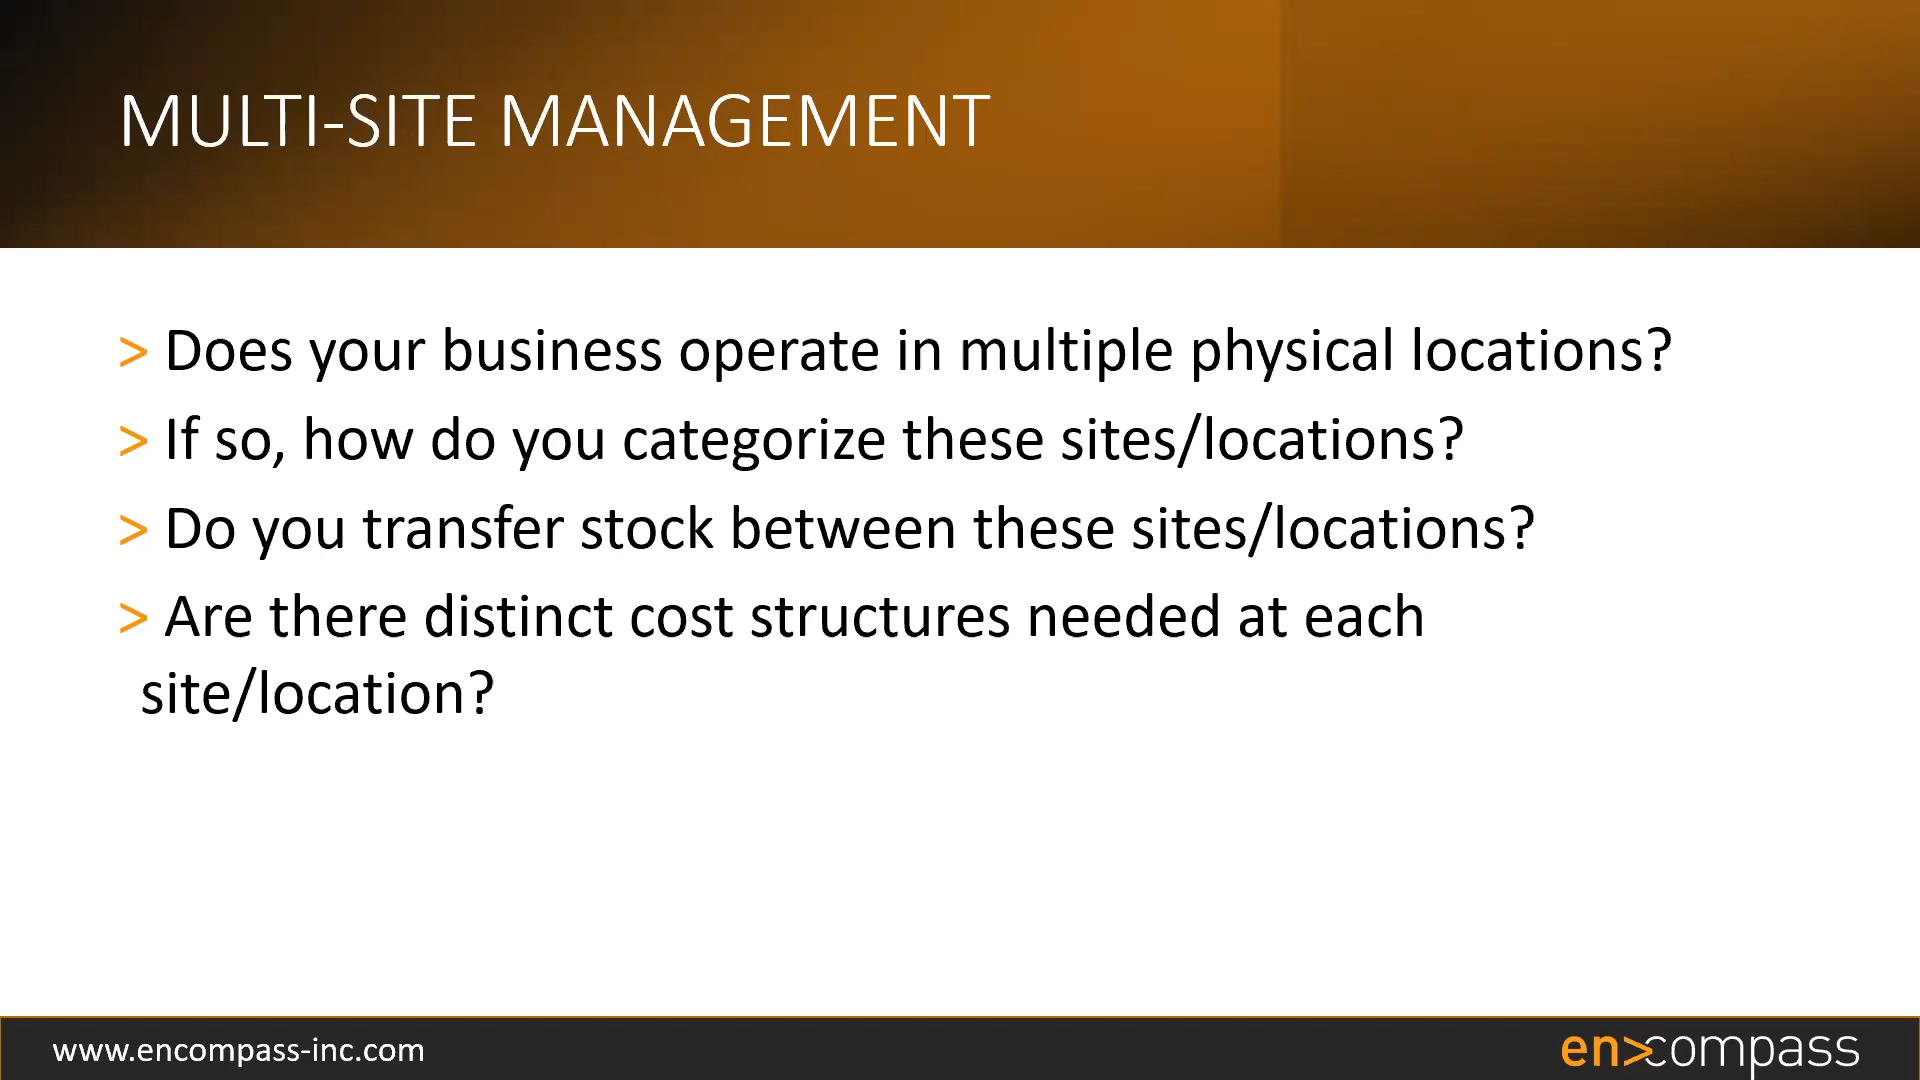 MULTI-SITE MANAGEMENT
> Does your business operate in multiple physical locations?
> If so, how do you categorize these sites/locations?
> Do you transfer stock between these sites/locations?
> Are there distinct cost structures needed at each
site/location?
www.encompass-inc.com
en>compass